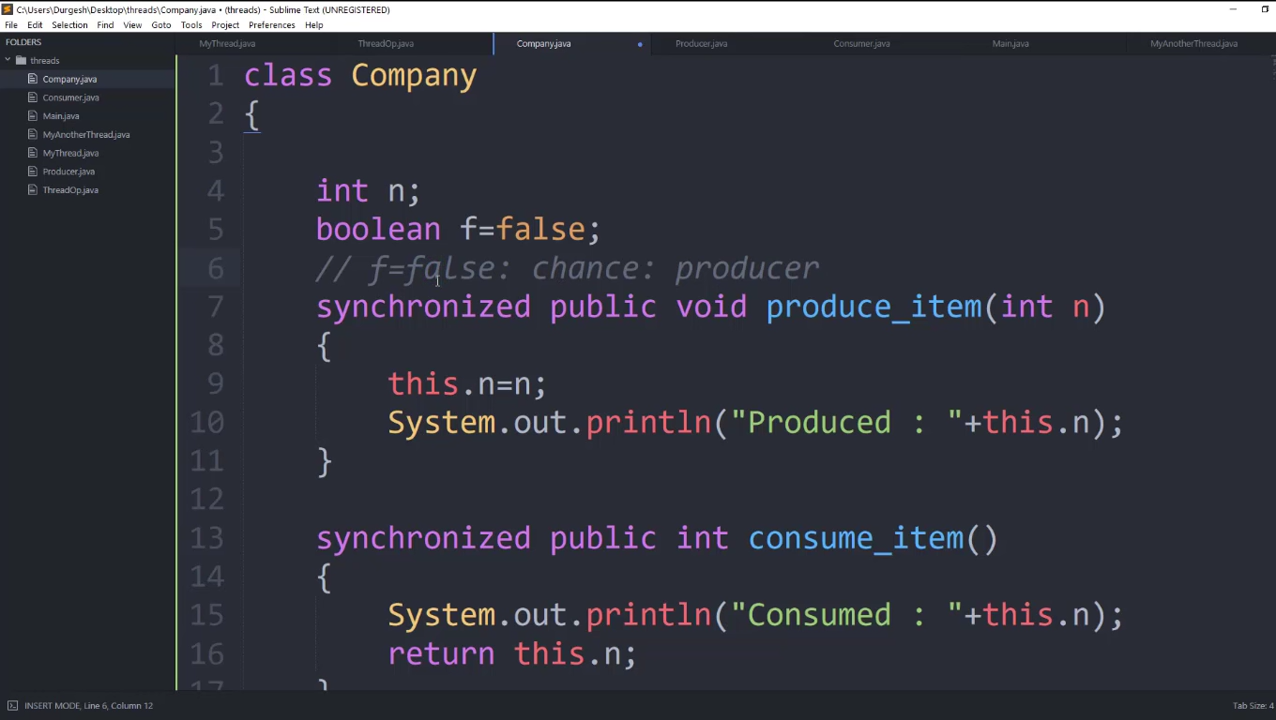 C:\Users\Durgesh\Desktop\threads\Company.java • (threads) - Sublime Text (UNREGISTERED)
File Edit Selection Find View Goto Tools Project Preferences Help
FOLDERS
threads
Company.java
Consumer.java
Main.java
MyAnotherThread.java
MyThread.java
Producer.java
ThreadOp.java
MyThread.java ThreadOp.java Company.java Producer.java Consumer.java Main.java MyAnotherThread.java
1 class Company
2 {
3
4 int n;
5 boolean f=false;
6 // f=false: chance: producer
7 synchronized public void produce_item(int n)
8 {
9 this.n=n;
10 System.out.println("Produced : "+this.n);
11 }
12
13 synchronized public int consume_item()
14 {
15 System.out.println("Consumed : "+this.n);
16 return this.n;
17 }
INSERT MODE, Line 6, Column 12
Tab Size: 4